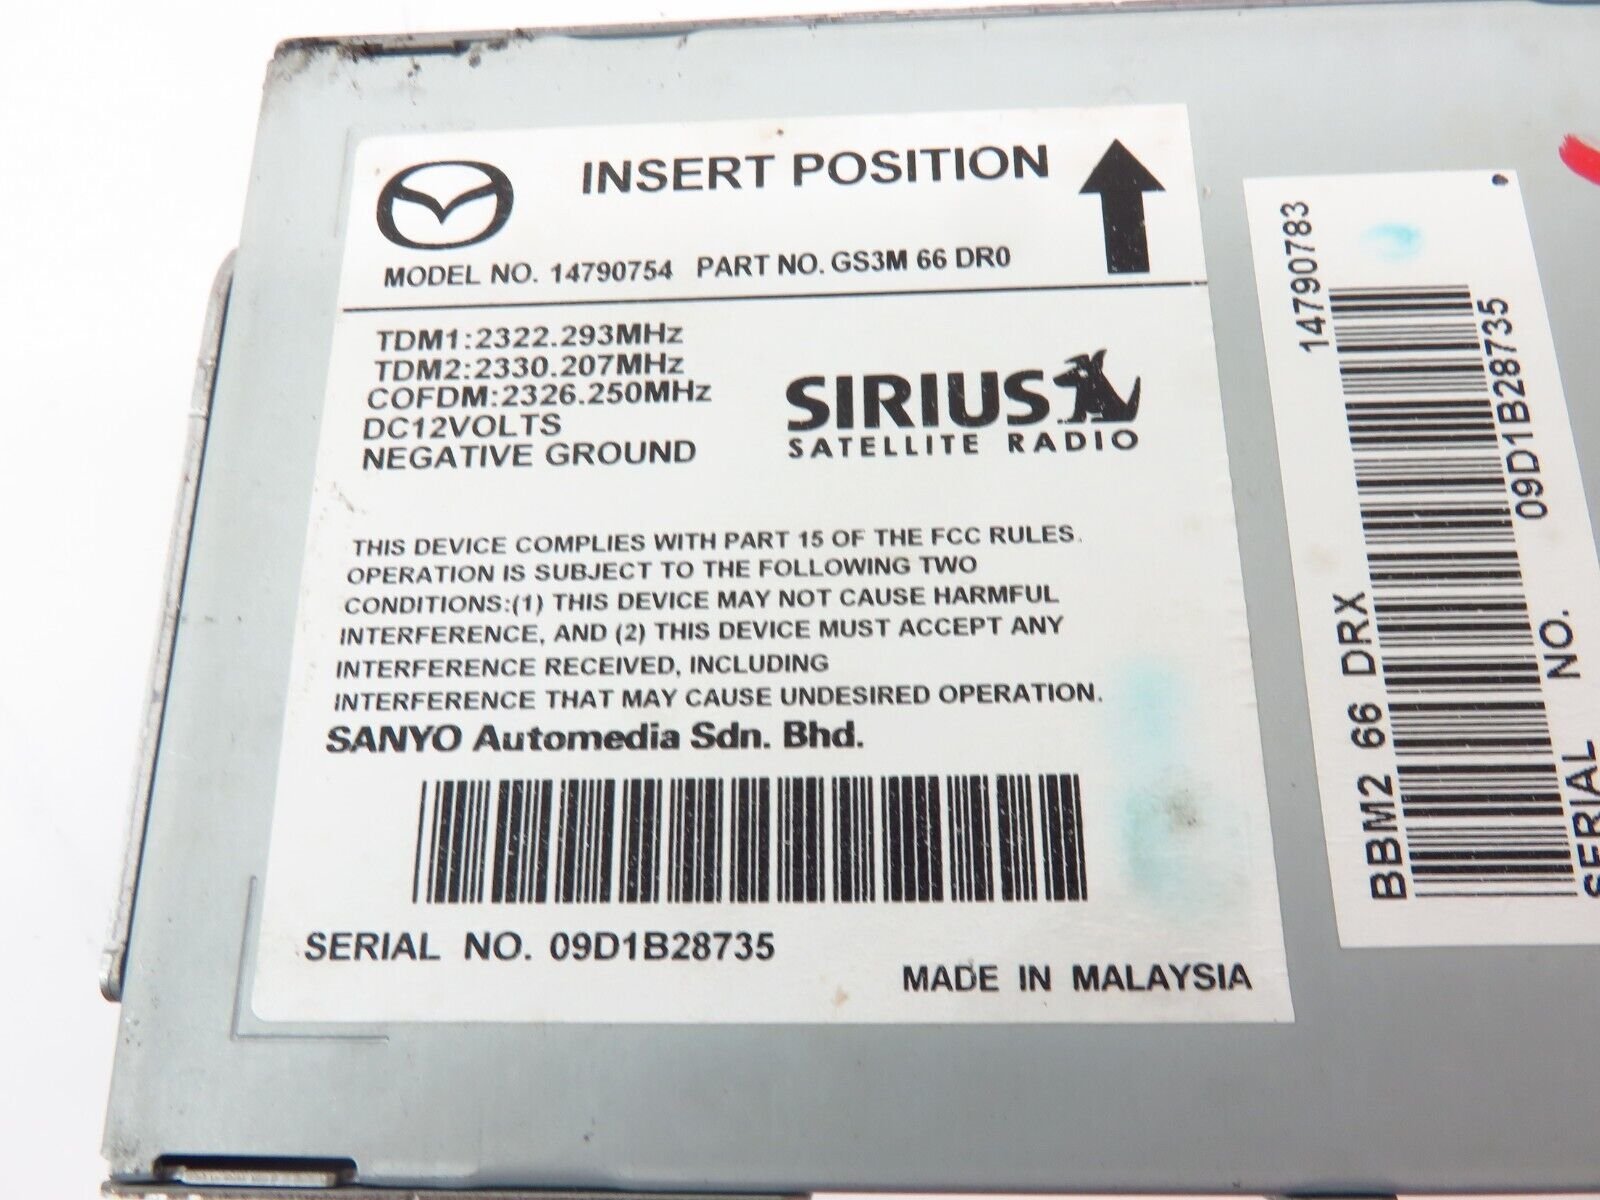 INSERT POSITION
MODEL NO. 14790754 PART NO. GS3M 66 DR0
TDM1:2322.293MHz
TDM2:2330.207MHz
COFDM:2326.250MHz
DC12VOLTS
NEGATIVE GROUND
SIRIUS
SATELLITE RADIO
THIS DEVICE COMPLIES WITH PART 15 OF THE FCC RULES.
OPERATION IS SUBJECT TO THE FOLLOWING TWO
CONDITIONS:(1) THIS DEVICE MAY NOT CAUSE HARMFUL
INTERFERENCE, AND (2) THIS DEVICE MUST ACCEPT ANY
INTERFERENCE RECEIVED, INCLUDING
INTERFERENCE THAT MAY CAUSE UNDESIRED OPERATION.
SANYO Automedia Sdn. Bhd.
SERIAL NO. 09D1B28735
MADE IN MALAYSIA
BBM2 66 DRX 14790783
SERIAL NO. 09D1B28735